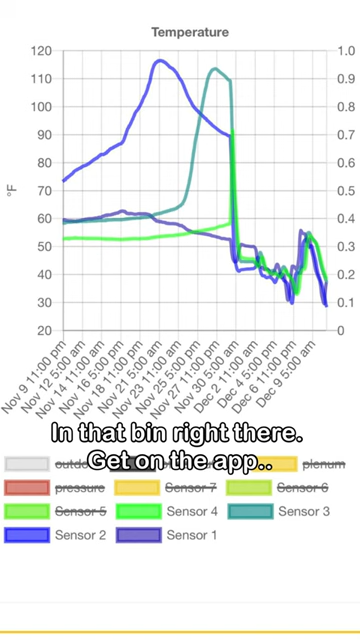 Temperature
120
110
100
90
80
70
60
50
40
30
20
°F
1.0
0.9
0.8
0.7
0.6
0.5
0.4
0.3
0.2
0.1
0
Nov 9 11:00 pm
Nov 12 5:00 am
Nov 14 11:00 am
Nov 16 5:00 pm
Nov 18 11:00 pm
Nov 21 5:00 am
Nov 23 11:00 am
Nov 25 5:00 pm
Nov 27 11:00 pm
Nov 30 5:00 am
Dec 2 11:00 am
Dec 4 5:00 pm
Dec 6 11:00 pm
Dec 9 5:00 am
In that bin right there.
Get on the app..
plenum
pressure
Sensor 7
Sensor 6
Sensor 5
Sensor 4
Sensor 3
Sensor 2
Sensor 1